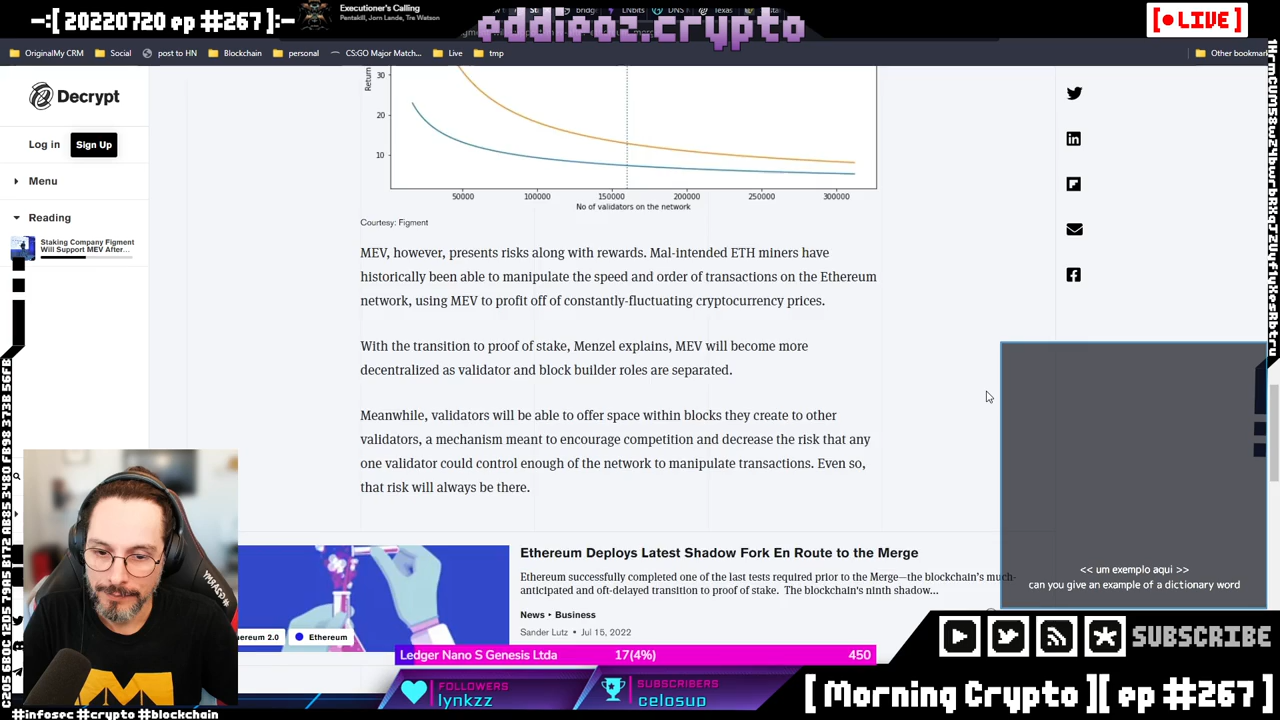 —:[ 20220720 ep #267 ]:—
Executioner's Calling
Pentakill, Jorn Lande, Tre Watson
eddieoz.crypto
[● LIVE ]
OriginalMy CRM
Social
post to HN
Blockchain
personal
CS:GO Major Match...
Live
tmp
Other bookmar
Decrypt
Log in
Sign Up
Menu
Reading
Staking Company Figment
Will Support MEV After...
Return
30
20
10
50000
100000
150000
200000
250000
300000
No of validators on the network
Courtesy: Figment
MEV, however, presents risks along with rewards. Mal-intended ETH miners have
historically been able to manipulate the speed and order of transactions on the Ethereum
network, using MEV to profit off of constantly-fluctuating cryptocurrency prices.
With the transition to proof of stake, Menzel explains, MEV will become more
decentralized as validator and block builder roles are separated.
Meanwhile, validators will be able to offer space within blocks they create to other
validators, a mechanism meant to encourage competition and decrease the risk that any
one validator could control enough of the network to manipulate transactions. Even so,
that risk will always be there.
Ethereum Deploys Latest Shadow Fork En Route to the Merge
Ethereum successfully completed one of the last tests required prior to the Merge—the blockchain's much-
anticipated and oft-delayed transition to proof of stake. The blockchain's ninth shadow...
News • Business
Sander Lutz • Jul 15, 2022
ereum 2.0
Ethereum
<< um exemplo aqui >>
can you give an example of a dictionary word
Ledger Nano S Genesis Ltda
17(4%)
450
FOLLOWERS
lynkzz
SUBSCRIBERS
celosup
SUBSCRIBE
[ Morning Crypto ][ ep #267 ]
#infosec #crypto #blockchain